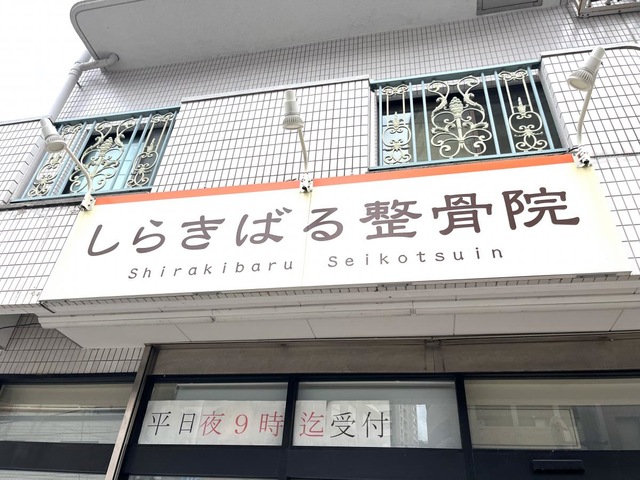 しらきばる整骨院
Shirakibaru Seikotsuin
平日夜9時迄受付